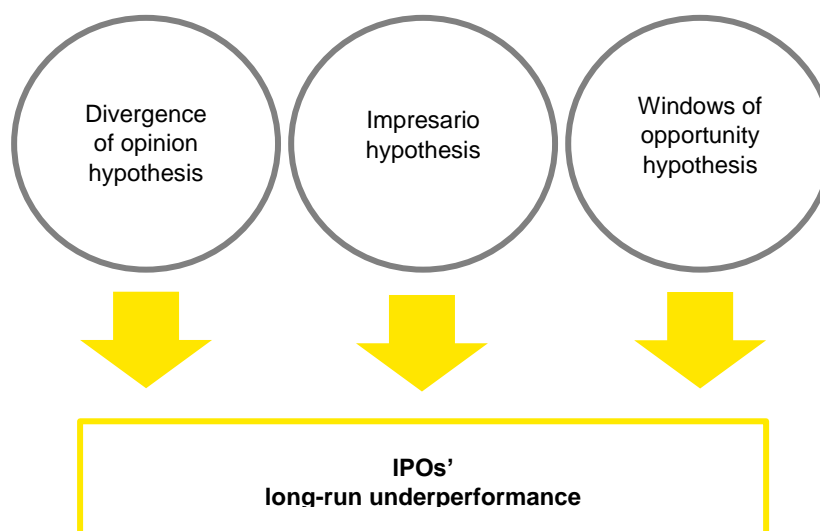 Divergence
of opinion
hypothesis
Impresario
hypothesis
Windows of
opportunity
hypothesis
IPOs’
long-run underperformance